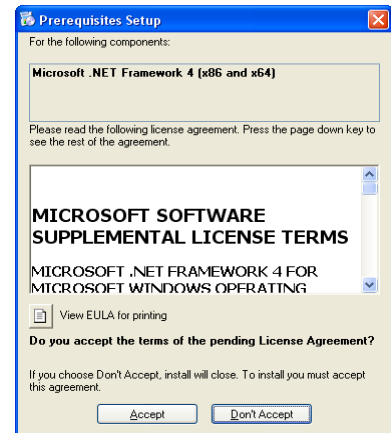 Prerequisites Setup
For the following components:
Microsoft .NET Framework 4 (x86 and x64)
Please read the following license agreement. Press the page down key to
see the rest of the agreement.
MICROSOFT SOFTWARE
SUPPLEMENTAL LICENSE TERMS
MICROSOFT .NET FRAMEWORK 4 FOR
MICROSOFT WINDOWS OPERATING
View EULA for printing
Do you accept the terms of the pending License Agreement?
If you choose Don't Accept, install will close. To install you must accept
this agreement.
Accept
Don't Accept